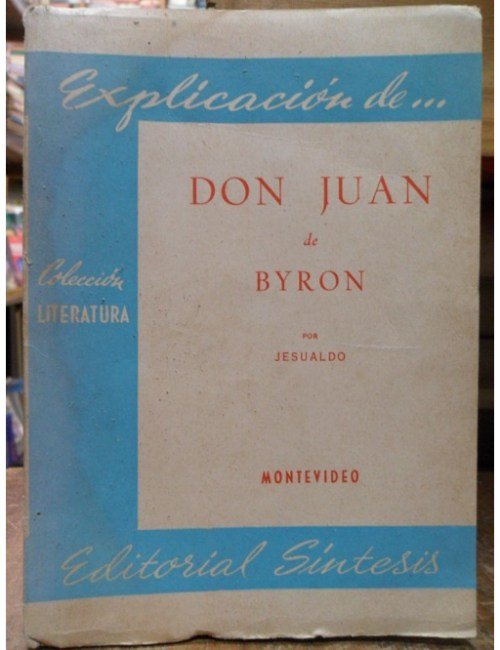 Explicación de...
DON JUAN
de
BYRON
Colección
LITERATURA
POR
JESUALDO
MONTEVIDEO
Editorial Síntesis